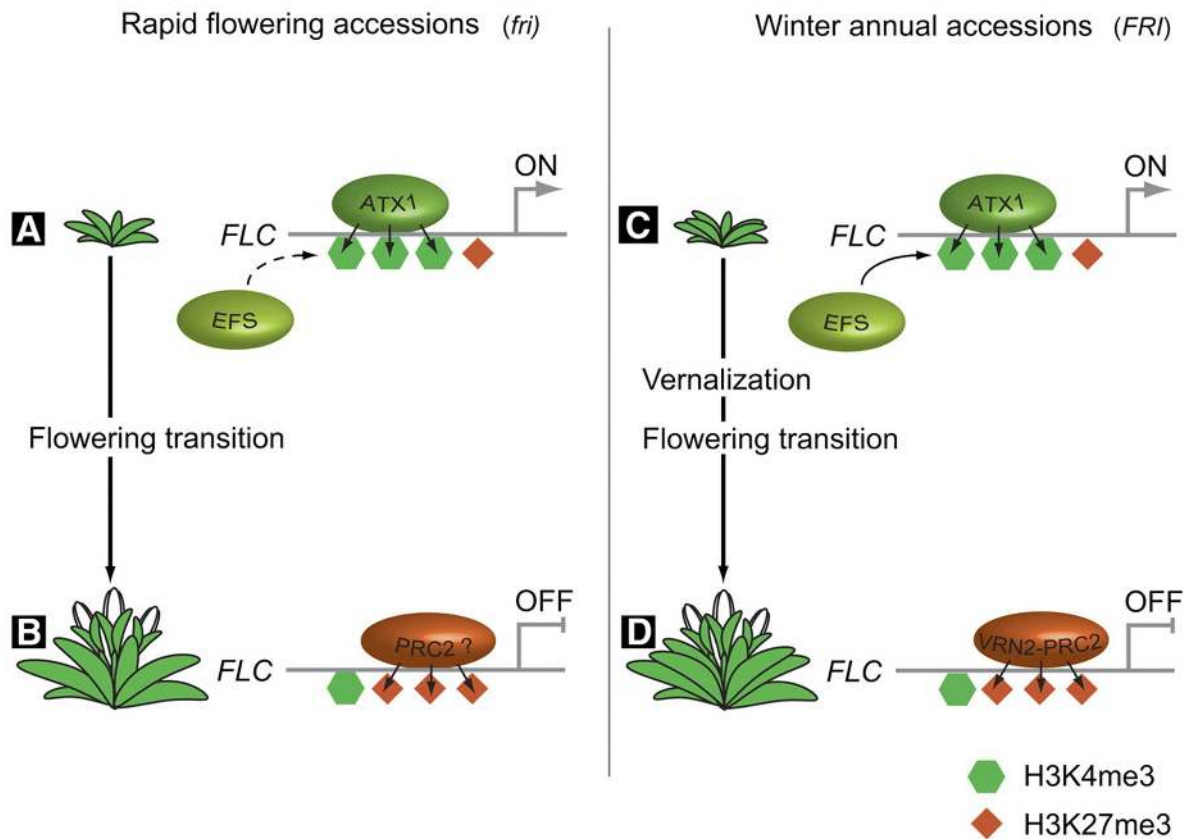 Rapid flowering accessions (fri)
Winter annual accessions (FRI)
A
FLC
ATX1
ON
EFS
Flowering transition
B
FLC
PRC2 ?
OFF
C
FLC
ATX1
ON
EFS
Vernalization
Flowering transition
D
FLC
VRN2-PRC2
OFF
H3K4me3
H3K27me3